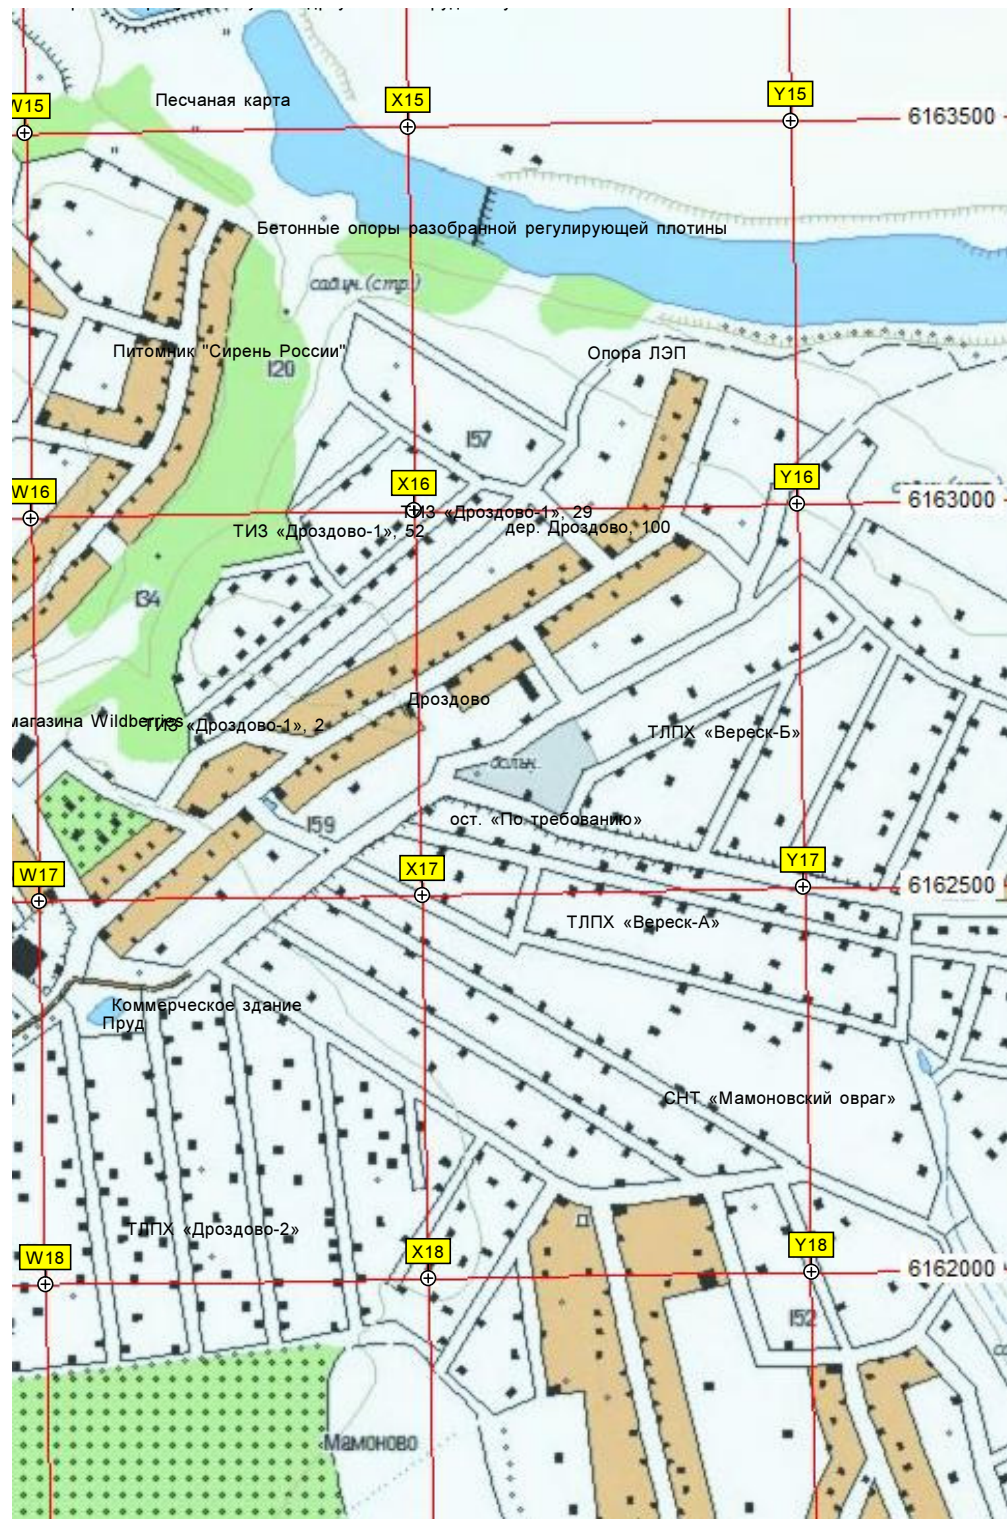 Песчаная карта
W15
X15
Y15
6163500
Бетонные опоры разобранной регулирующей плотины
сад.уч.(стр.)
Питомник "Сирень России"
Опора ЛЭП
120
157
W16
X16
Y16
6163000
ТИЗ «Дроздово-1», 29
ТИЗ «Дроздово-1», 52
дер. Дроздово, 100
134
Дроздово
магазина Wildberries
ТИЗ «Дроздово-1», 2
ТЛПХ «Вереск-Б»
больн.
ост. «По требованию»
159
W17
X17
Y17
6162500
ТЛПХ «Вереск-А»
Коммерческое здание
Пруд
СНТ «Мамоновский овраг»
Д
ТЛПХ «Дроздово-2»
W18
X18
Y18
6162000
152
Мамоново